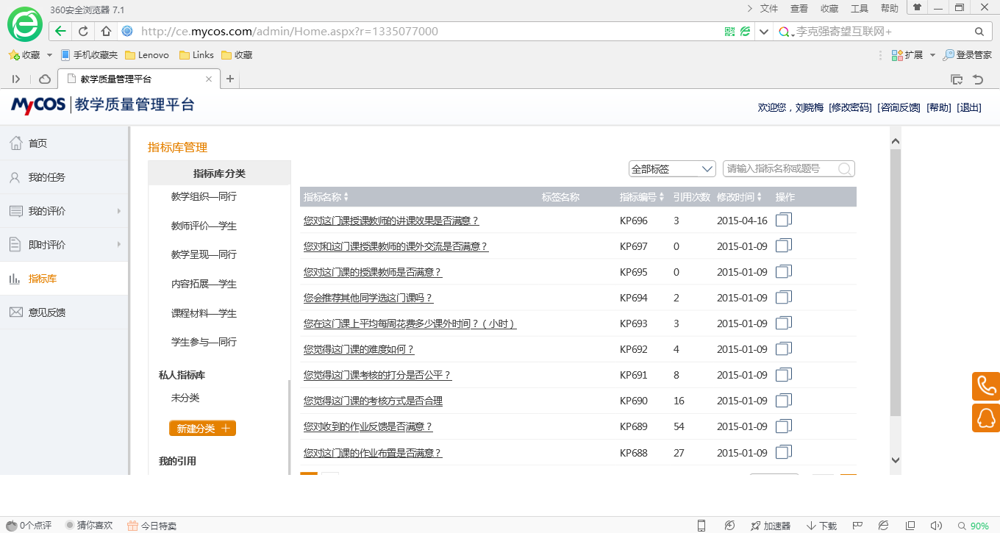 360安全浏览器 7.1
文件 查看 收藏 工具 帮助
http://ce.mycos.com/admin/Home.aspx?r=1335077000
李克强寄望互联网+
收藏 手机收藏夹 Lenovo Links 收藏
扩展 登录管家
教学质量管理平台
MyCOS 教学质量管理平台
欢迎您，刘晓梅 [修改密码] [咨询反馈] [帮助] [退出]
首页
我的任务
我的评价
即时评价
指标库
意见反馈
指标库管理
指标库分类
教学组织—同行
教师评价—学生
教学呈现—同行
内容拓展—学生
课程材料—学生
学生参与—同行
私人指标库
未分类
新建分类
我的引用
全部标签
请输入指标名称或题号
指标名称 标签名称 指标编号 引用次数 修改时间 操作
您对这门课授课教师的讲课效果是否满意？ KP696 3 2015-04-16
您对和这门课授课教师的课外交流是否满意？ KP697 0 2015-01-09
您对这门课的授课教师是否满意？ KP695 0 2015-01-09
您会推荐其他同学选这门课吗？ KP694 2 2015-01-09
您在这门课上平均每周花费多少课外时间？（小时） KP693 3 2015-01-09
您觉得这门课的难度如何？ KP692 4 2015-01-09
您觉得这门课考核的打分是否公平？ KP691 8 2015-01-09
您觉得这门课的考核方式是否合理 KP690 16 2015-01-09
您对收到的作业反馈是否满意？ KP689 54 2015-01-09
您对这门课的作业布置是否满意？ KP688 27 2015-01-09
0个点评 猜你喜欢 今日特卖
加速器 下载 90%